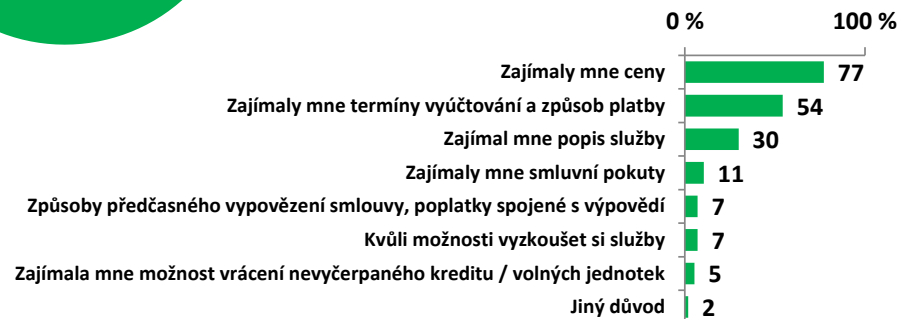 0 % 100 %
Zajímaly mne ceny 77
Zajímaly mne termíny vyúčtování a způsob platby 54
Zajímal mne popis služby 30
Zajímaly mne smluvní pokuty 11
Způsoby předčasného vypovězení smlouvy, poplatky spojené s výpovědí 7
Kvůli možnosti vyzkoušet si služby 7
Zajímala mne možnost vrácení nevyčerpaného kreditu / volných jednotek 5
Jiný důvod 2